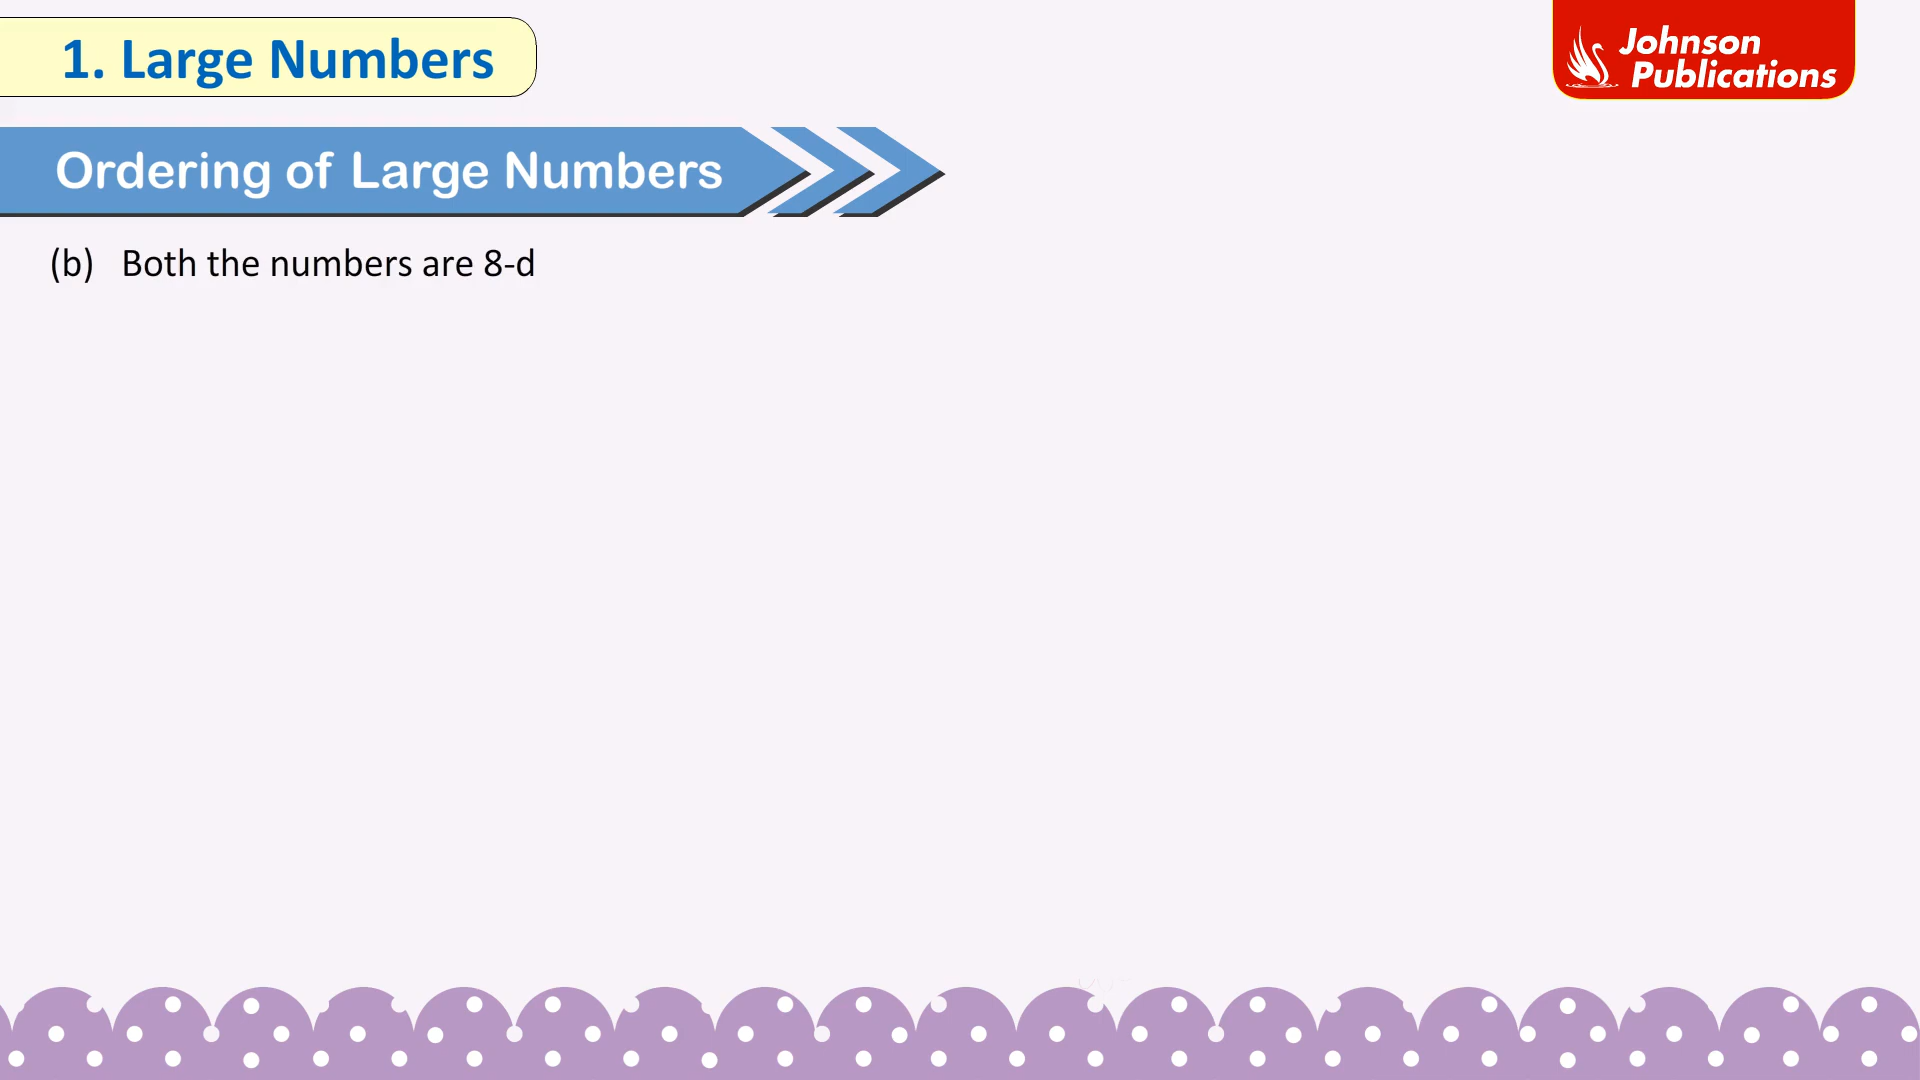 1. Large Numbers
Johnson
Publications
Ordering of Large Numbers
(b) Both the numbers are 8-d